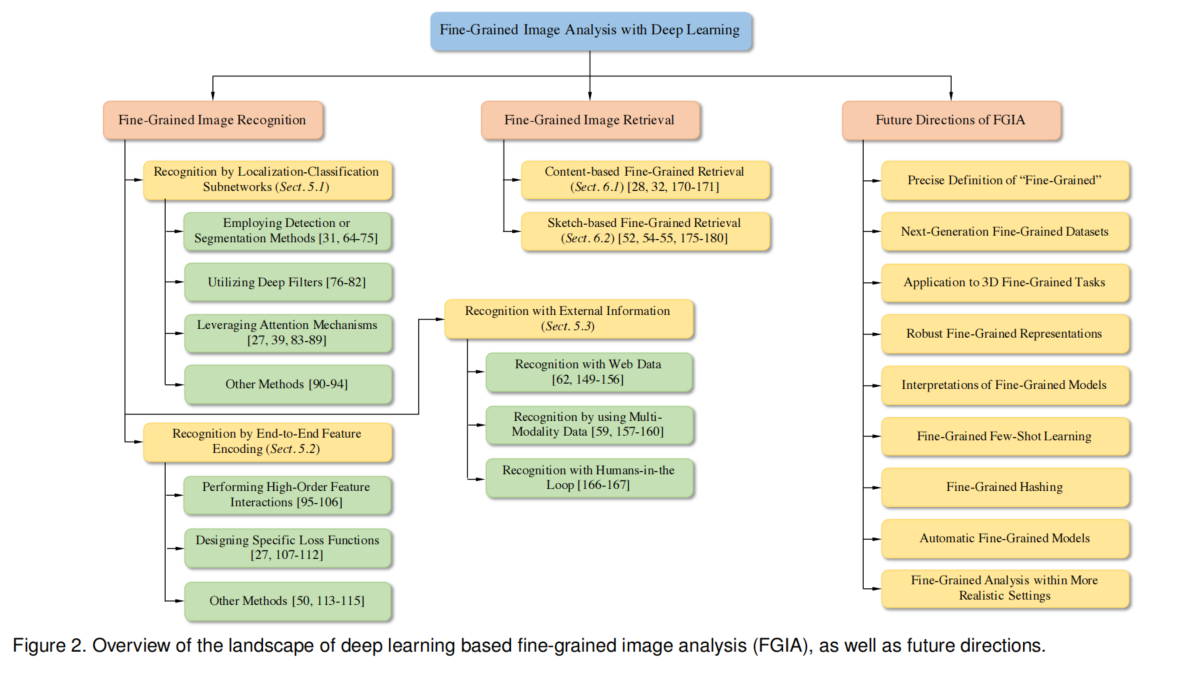 Fine-Grained Image Analysis with Deep Learning
Fine-Grained Image Recognition
Recognition by Localization-Classification
Subnetworks (Sect. 5.1)
Employing Detection or
Segmentation Methods [31, 64-75]
Utilizing Deep Filters [76-82]
Leveraging Attention Mechanisms
[27, 39, 83-89]
Other Methods [90-94]
Recognition by End-to-End Feature
Encoding (Sect. 5.2)
Performing High-Order Feature
Interactions [95-106]
Designing Specific Loss Functions
[27, 107-112]
Other Methods [50, 113-115]
Recognition with External Information
(Sect. 5.3)
Recognition with Web Data
[62, 149-156]
Recognition by using Multi-
Modality Data [59, 157-160]
Recognition with Humans-in-the
Loop [166-167]
Fine-Grained Image Retrieval
Content-based Fine-Grained Retrieval
(Sect. 6.1) [28, 32, 170-171]
Sketch-based Fine-Grained Retrieval
(Sect. 6.2) [52, 54-55, 175-180]
Future Directions of FGIA
Precise Definition of “Fine-Grained”
Next-Generation Fine-Grained Datasets
Application to 3D Fine-Grained Tasks
Robust Fine-Grained Representations
Interpretations of Fine-Grained Models
Fine-Grained Few-Shot Learning
Fine-Grained Hashing
Automatic Fine-Grained Models
Fine-Grained Analysis within More
Realistic Settings
Figure 2. Overview of the landscape of deep learning based fine-grained image analysis (FGIA), as well as future directions.